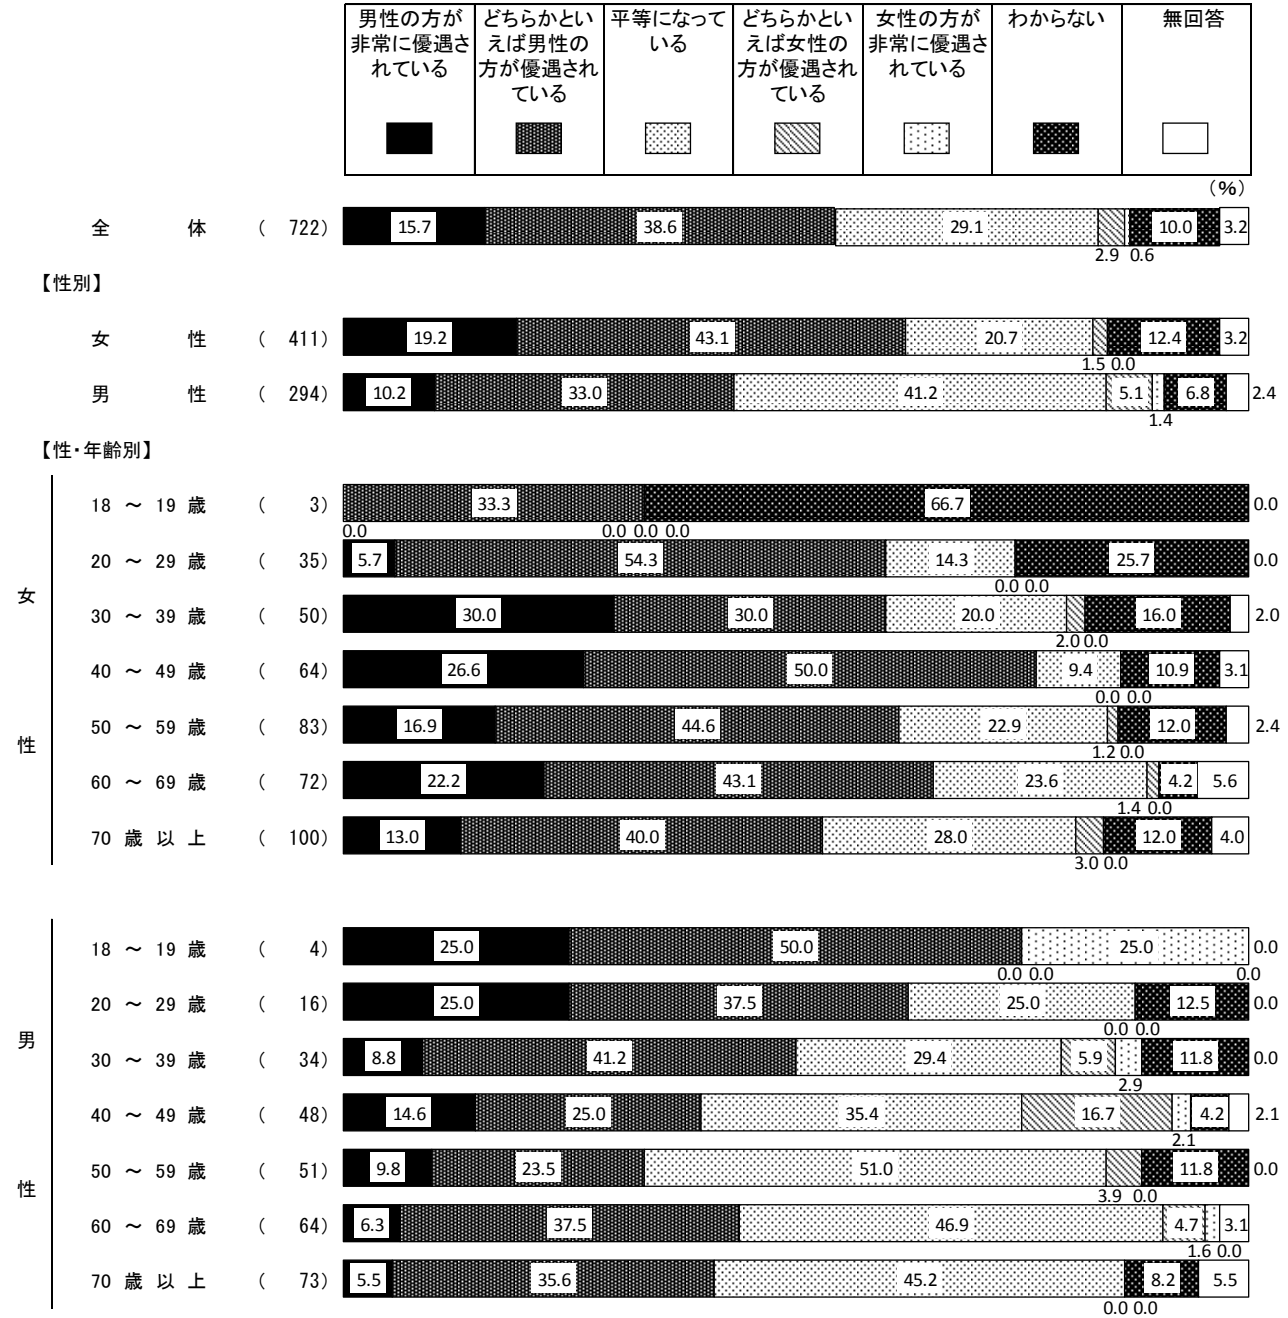 男性の方が非常に優遇されている
どちらかといえば男性の方が優遇されている
平等になっている
どちらかといえば女性の方が優遇されている
女性の方が非常に優遇されている
わからない
無回答
(%)
全体 ( 722) 15.7 38.6 29.1 10.0 3.2
2.9 0.6
【性別】
女性 ( 411) 19.2 43.1 20.7 12.4 3.2
1.5 0.0
男性 ( 294) 10.2 33.0 41.2 5.1 6.8 2.4
1.4
【性・年齢別】
女性
18 ～ 19 歳 ( 3) 33.3 66.7 0.0
0.0 0.0 0.0 0.0
20 ～ 29 歳 ( 35) 5.7 54.3 14.3 25.7 0.0
0.0 0.0
30 ～ 39 歳 ( 50) 30.0 30.0 20.0 16.0 2.0
2.0 0.0
40 ～ 49 歳 ( 64) 26.6 50.0 9.4 10.9 3.1
0.0 0.0
50 ～ 59 歳 ( 83) 16.9 44.6 22.9 12.0 2.4
1.2 0.0
60 ～ 69 歳 ( 72) 22.2 43.1 23.6 4.2 5.6
1.4 0.0
70 歳 以 上 ( 100) 13.0 40.0 28.0 12.0 4.0
3.0 0.0
男性
18 ～ 19 歳 ( 4) 25.0 50.0 25.0 0.0
0.0 0.0 0.0
20 ～ 29 歳 ( 16) 25.0 37.5 25.0 12.5 0.0
0.0 0.0
30 ～ 39 歳 ( 34) 8.8 41.2 29.4 5.9 11.8 0.0
2.9
40 ～ 49 歳 ( 48) 14.6 25.0 35.4 16.7 4.2 2.1
2.1
50 ～ 59 歳 ( 51) 9.8 23.5 51.0 11.8 0.0
3.9 0.0
60 ～ 69 歳 ( 64) 6.3 37.5 46.9 4.7 3.1
1.6 0.0
70 歳 以 上 ( 73) 5.5 35.6 45.2 8.2 5.5
0.0 0.0